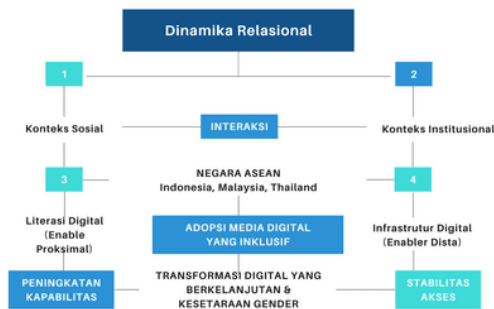 Dinamika Relasional
1
2
INTERAKSI
Konteks Sosial
Konteks Institusional
NEGARA ASEAN
Indonesia, Malaysia, Thailand
3
4
Literasi Digital
(Enable
Proksimal)
ADOPSI MEDIA DIGITAL
YANG INKLUSIF
Infrastrutur Digital
(Enabler Dista)
PENINGKATAN
KAPABILITAS
TRANSFORMASI DIGITAL YANG
BERKELANJUTAN &
KESETARAAN GENDER
STABILITAS
AKSES